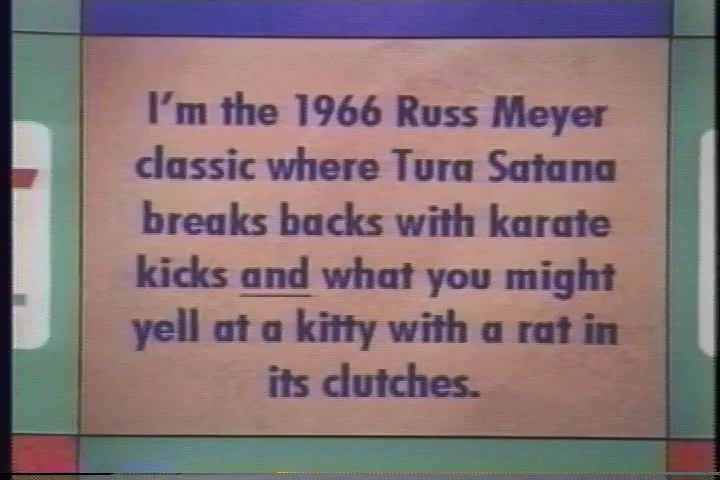 I'm the 1966 Russ Meyer
classic where Tura Satana
breaks backs with karate
kicks and what you might
yell at a kitty with a rat in
its clutches.